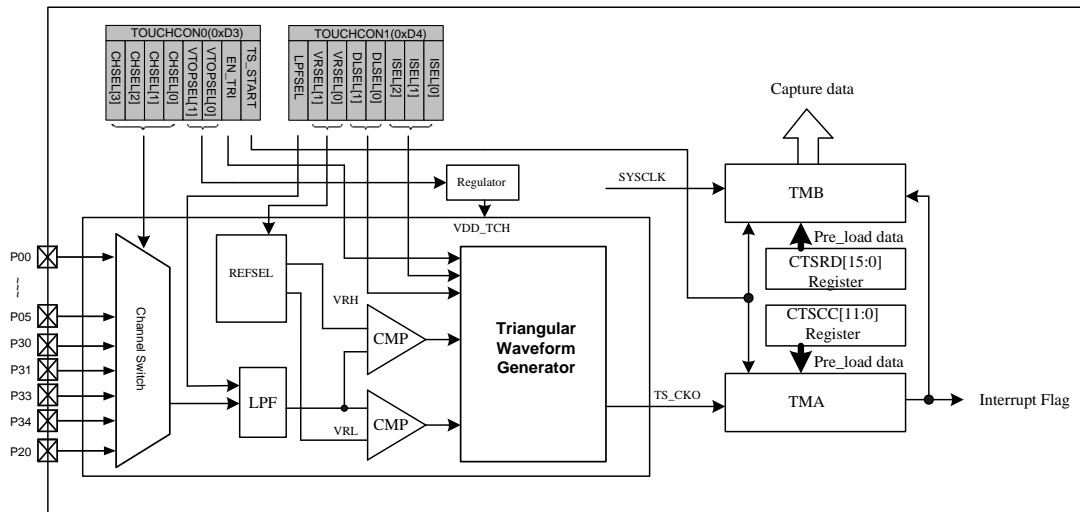 TOUCHCON0(0xD3)
CHSEL[3]
CHSEL[2]
CHSEL[1]
CHSEL[0]
VTOPSEL[1]
VTOPSEL[0]
EN_TRI
TS_START
TOUCHCON1(0xD4)
LPFSEL
VRSEL[1]
VRSEL[0]
DLSEL[1]
DLSEL[0]
ISEL[2]
ISEL[1]
ISEL[0]
Capture data
Regulator
SYSCLK
TMB
VDD_TCH
Pre_load data
CTSRD[15:0]
Register
P00
~~~
P05
P30
P31
P33
P34
P20
Channel Switch
REFSEL
VRH
CMP
LPF
VRL
CMP
Triangular
Waveform
Generator
CTSCC[11:0]
Register
Pre_load data
TS_CKO
TMA
Interrupt Flag